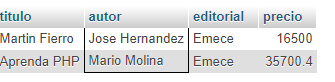 titulo autor editorial precio
Martin Fierro Jose Hernandez Emece 16500
Aprenda PHP Mario Molina Emece 35700.4